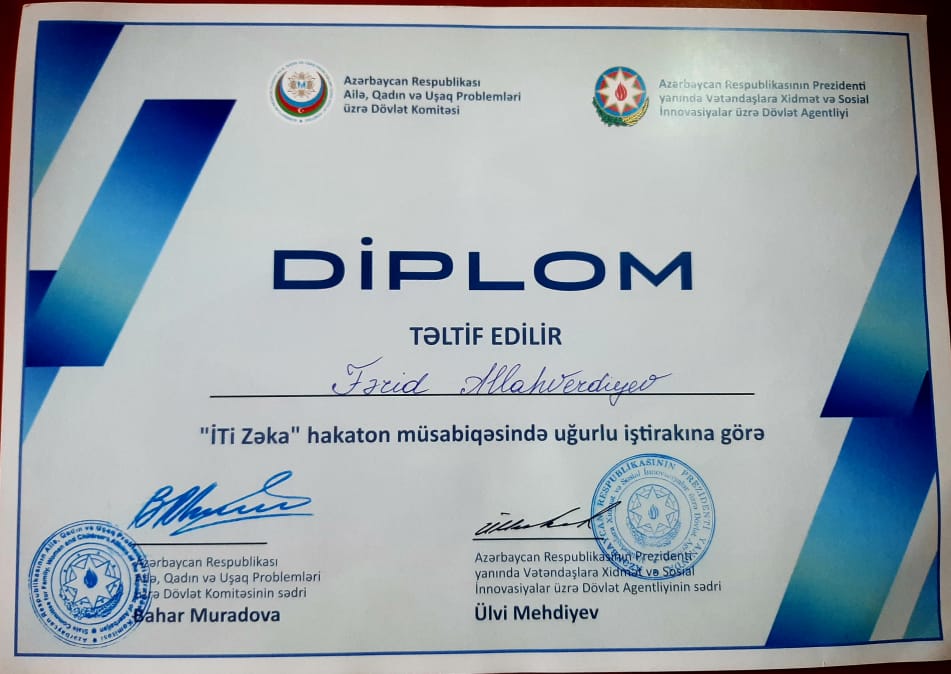 Azərbaycan Respublikası
Ailə, Qadın və Uşaq Problemləri
üzrə Dövlət Komitəsi
Azərbaycan Respublikasının Prezidenti
yanında Vətəndaşlara Xidmət və Sosial
İnnovasiyalar üzrə Dövlət Agentliyi
DİPLOM
TƏLTİF EDİLİR
Fərid Allahverdiyev
"İTi Zəka" hakaton müsabiqəsində uğurlu iştirakına görə
Azərbaycan Respublikası
Ailə, Qadın və Uşaq Problemləri
üzrə Dövlət Komitəsinin sədri
Bahar Muradova
Azərbaycan Respublikasının Prezidenti
yanında Vətəndaşlara Xidmət və Sosial
İnnovasiyalar üzrə Dövlət Agentliyinin sədri
Ülvi Mehdiyev